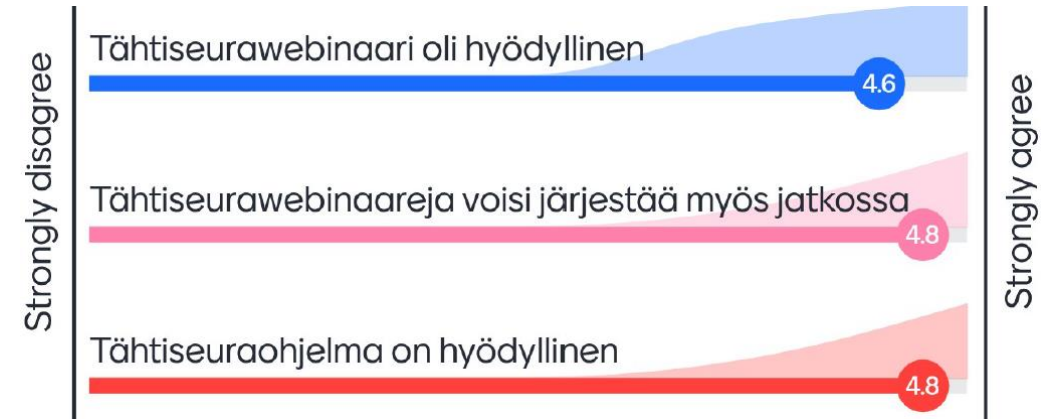 Strongly disagree
Tähtiseurawebinaari oli hyödyllinen
4.6
Tähtiseurawebinaareja voisi järjestää myös jatkossa
4.8
Tähtiseuraohjelma on hyödyllinen
4.8
Strongly agree